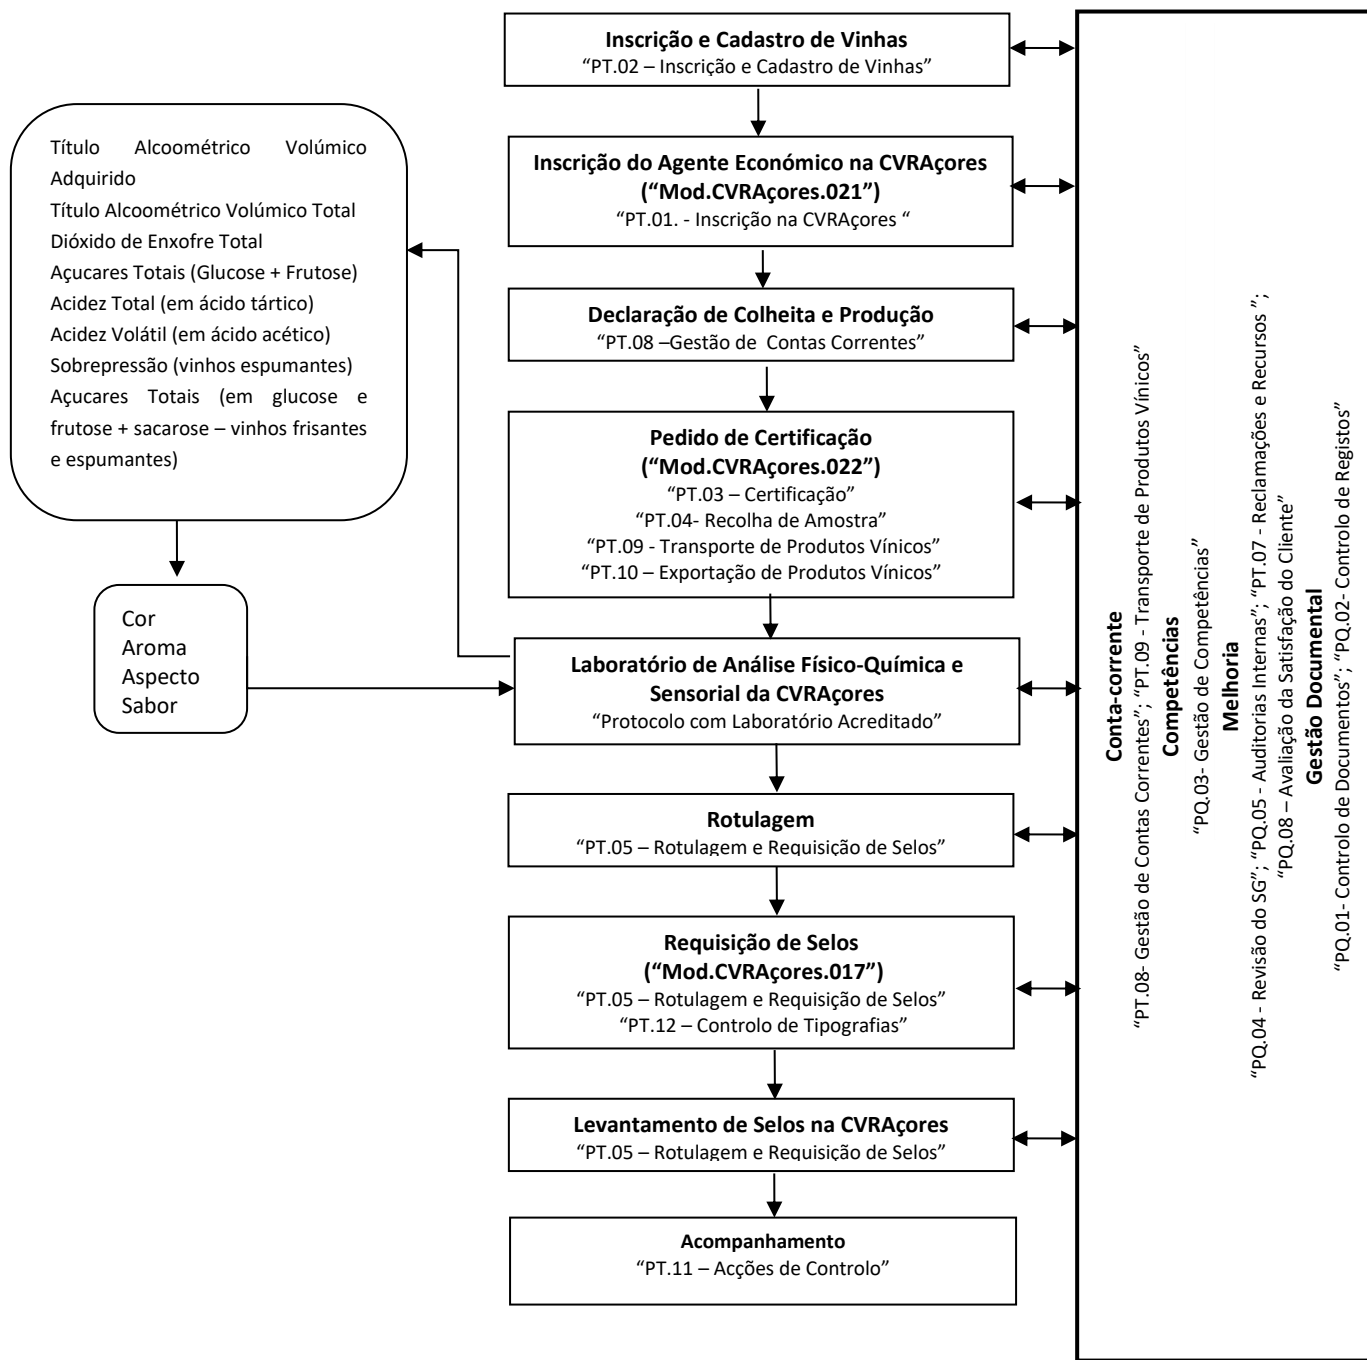 Inscrição e Cadastro de Vinhas
“PT.02 – Inscrição e Cadastro de Vinhas”
Inscrição do Agente Económico na CVRAçores
(“Mod.CVRAçores.021”)
“PT.01. - Inscrição na CVRAçores “
Declaração de Colheita e Produção
“PT.08 –Gestão de Contas Correntes”
Pedido de Certificação
(“Mod.CVRAçores.022”)
“PT.03 – Certificação”
“PT.04- Recolha de Amostra”
“PT.09 - Transporte de Produtos Vínicos”
“PT.10 – Exportação de Produtos Vínicos”
Laboratório de Análise Físico-Química e
Sensorial da CVRAçores
“Protocolo com Laboratório Acreditado”
Título Alcoométrico Volúmico
Adquirido
Título Alcoométrico Volúmico Total
Dióxido de Enxofre Total
Açucares Totais (Glucose + Frutose)
Acidez Total (em ácido tártico)
Acidez Volátil (em ácido acético)
Sobrepressão (vinhos espumantes)
Açucares Totais (em glucose e
frutose + sacarose – vinhos frisantes
e espumantes)
Cor
Aroma
Aspecto
Sabor
Rotulagem
“PT.05 – Rotulagem e Requisição de Selos”
Requisição de Selos
(“Mod.CVRAçores.017”)
“PT.05 – Rotulagem e Requisição de Selos”
“PT.12 – Controlo de Tipografias”
Levantamento de Selos na CVRAçores
“PT.05 – Rotulagem e Requisição de Selos”
Acompanhamento
“PT.11 – Acções de Controlo”
Conta-corrente
“PT.08- Gestão de Contas Correntes”; “PT.09 - Transporte de Produtos Vínicos”
Competências
“PQ.03- Gestão de Competências”
Melhoria
“PQ.04 - Revisão do SG”; “PQ.05 - Auditorias Internas”; “PT.07 - Reclamações e Recursos ”;
“PQ.08 – Avaliação da Satisfação do Cliente”
Gestão Documental
“PQ.01- Controlo de Documentos”; “PQ.02- Controlo de Registos”